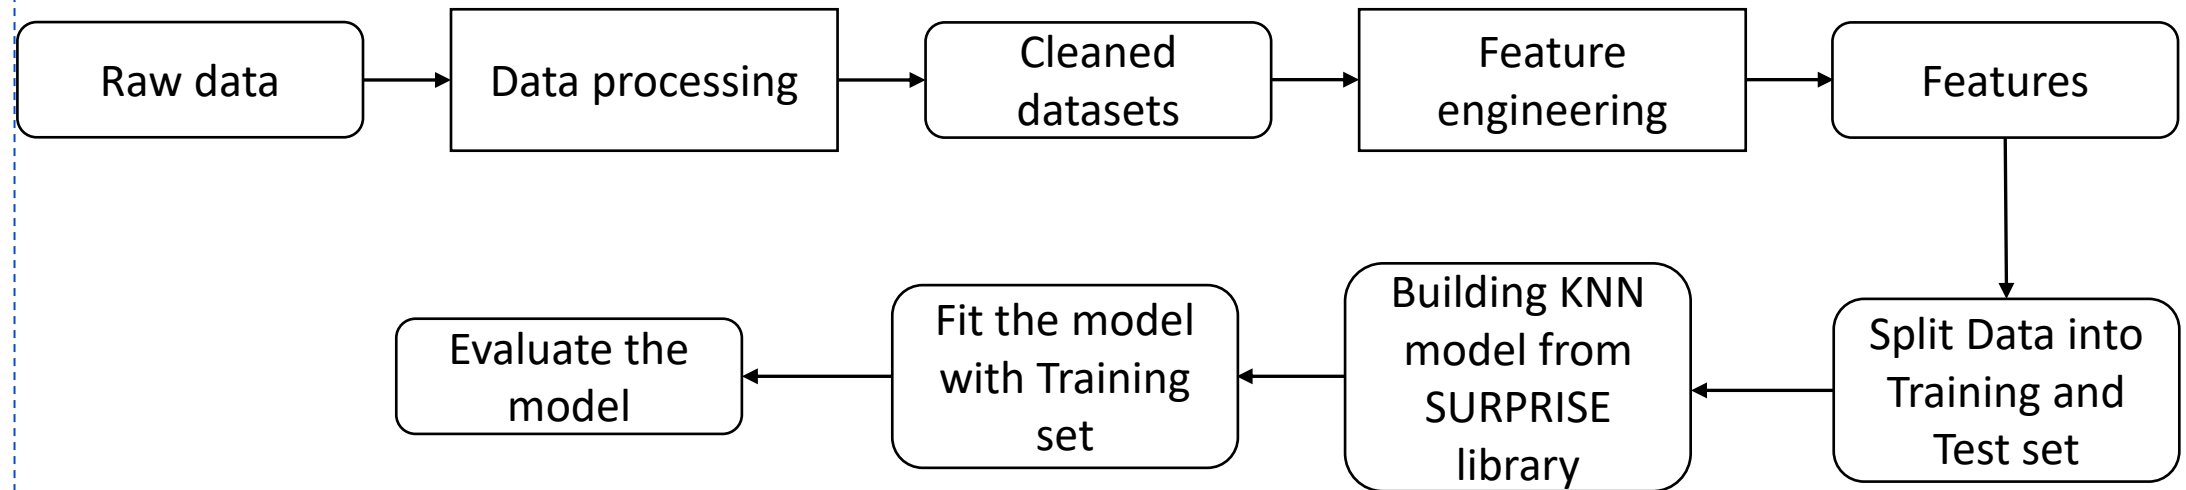 Raw data
Data processing
Cleaned
datasets
Feature
engineering
Features
Split Data into
Training and
Test set
Building KNN
model from
SURPRISE
library
Fit the model
with Training
set
Evaluate the
model